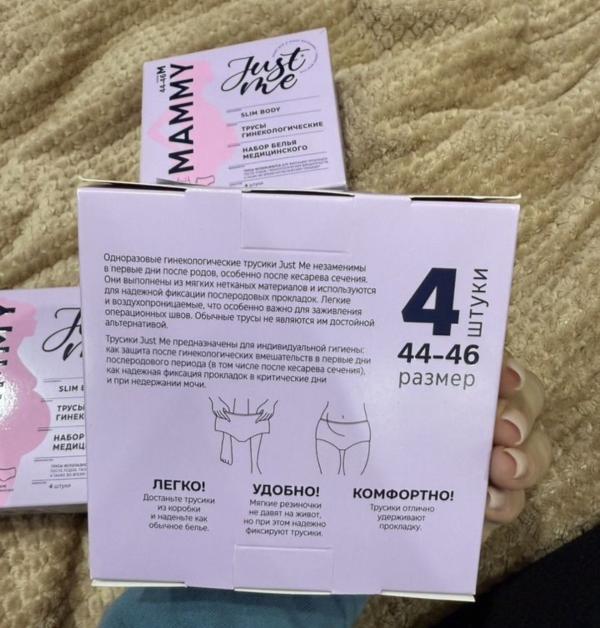 44-46 M
MAMMY
Just
me
SLIM BODY
ТРУСЫ
ГИНЕКОЛОГИЧЕСКИЕ
НАБОР БЕЛЬЯ
МЕДИЦИНСКОГО
4 штуки
Одноразовые гинекологические трусики Just Me незаменимы
в первые дни после родов, особенно после кесарева сечения.
Они выполнены из мягких нетканых материалов и используются
для надежной фиксации послеродовых прокладок. Легкие
и воздухопроницаемые, что особенно важно для заживления
операционных швов. Обычные трусы не являются им достойной
альтернативой.
Трусики Just Me предназначены для индивидуальной гигиены:
как защита после гинекологических вмешательств в первые дни
послеродового периода (в том числе после кесарева сечения),
как надежная фиксация прокладок в критические дни
и при недержании мочи.
4 штуки
44-46
размер
ЛЕГКО!
Достаньте трусики
из коробки
и наденьте как
обычное белье.
УДОБНО!
Мягкие резиночки
не давят на живот,
но при этом надежно
фиксируют трусики.
КОМФОРТНО!
Трусики отлично
удерживают
прокладку.
SLIM B
ТРУСЫ
ГИНЕК
НАБОР
МЕДИЦ
4 штуки